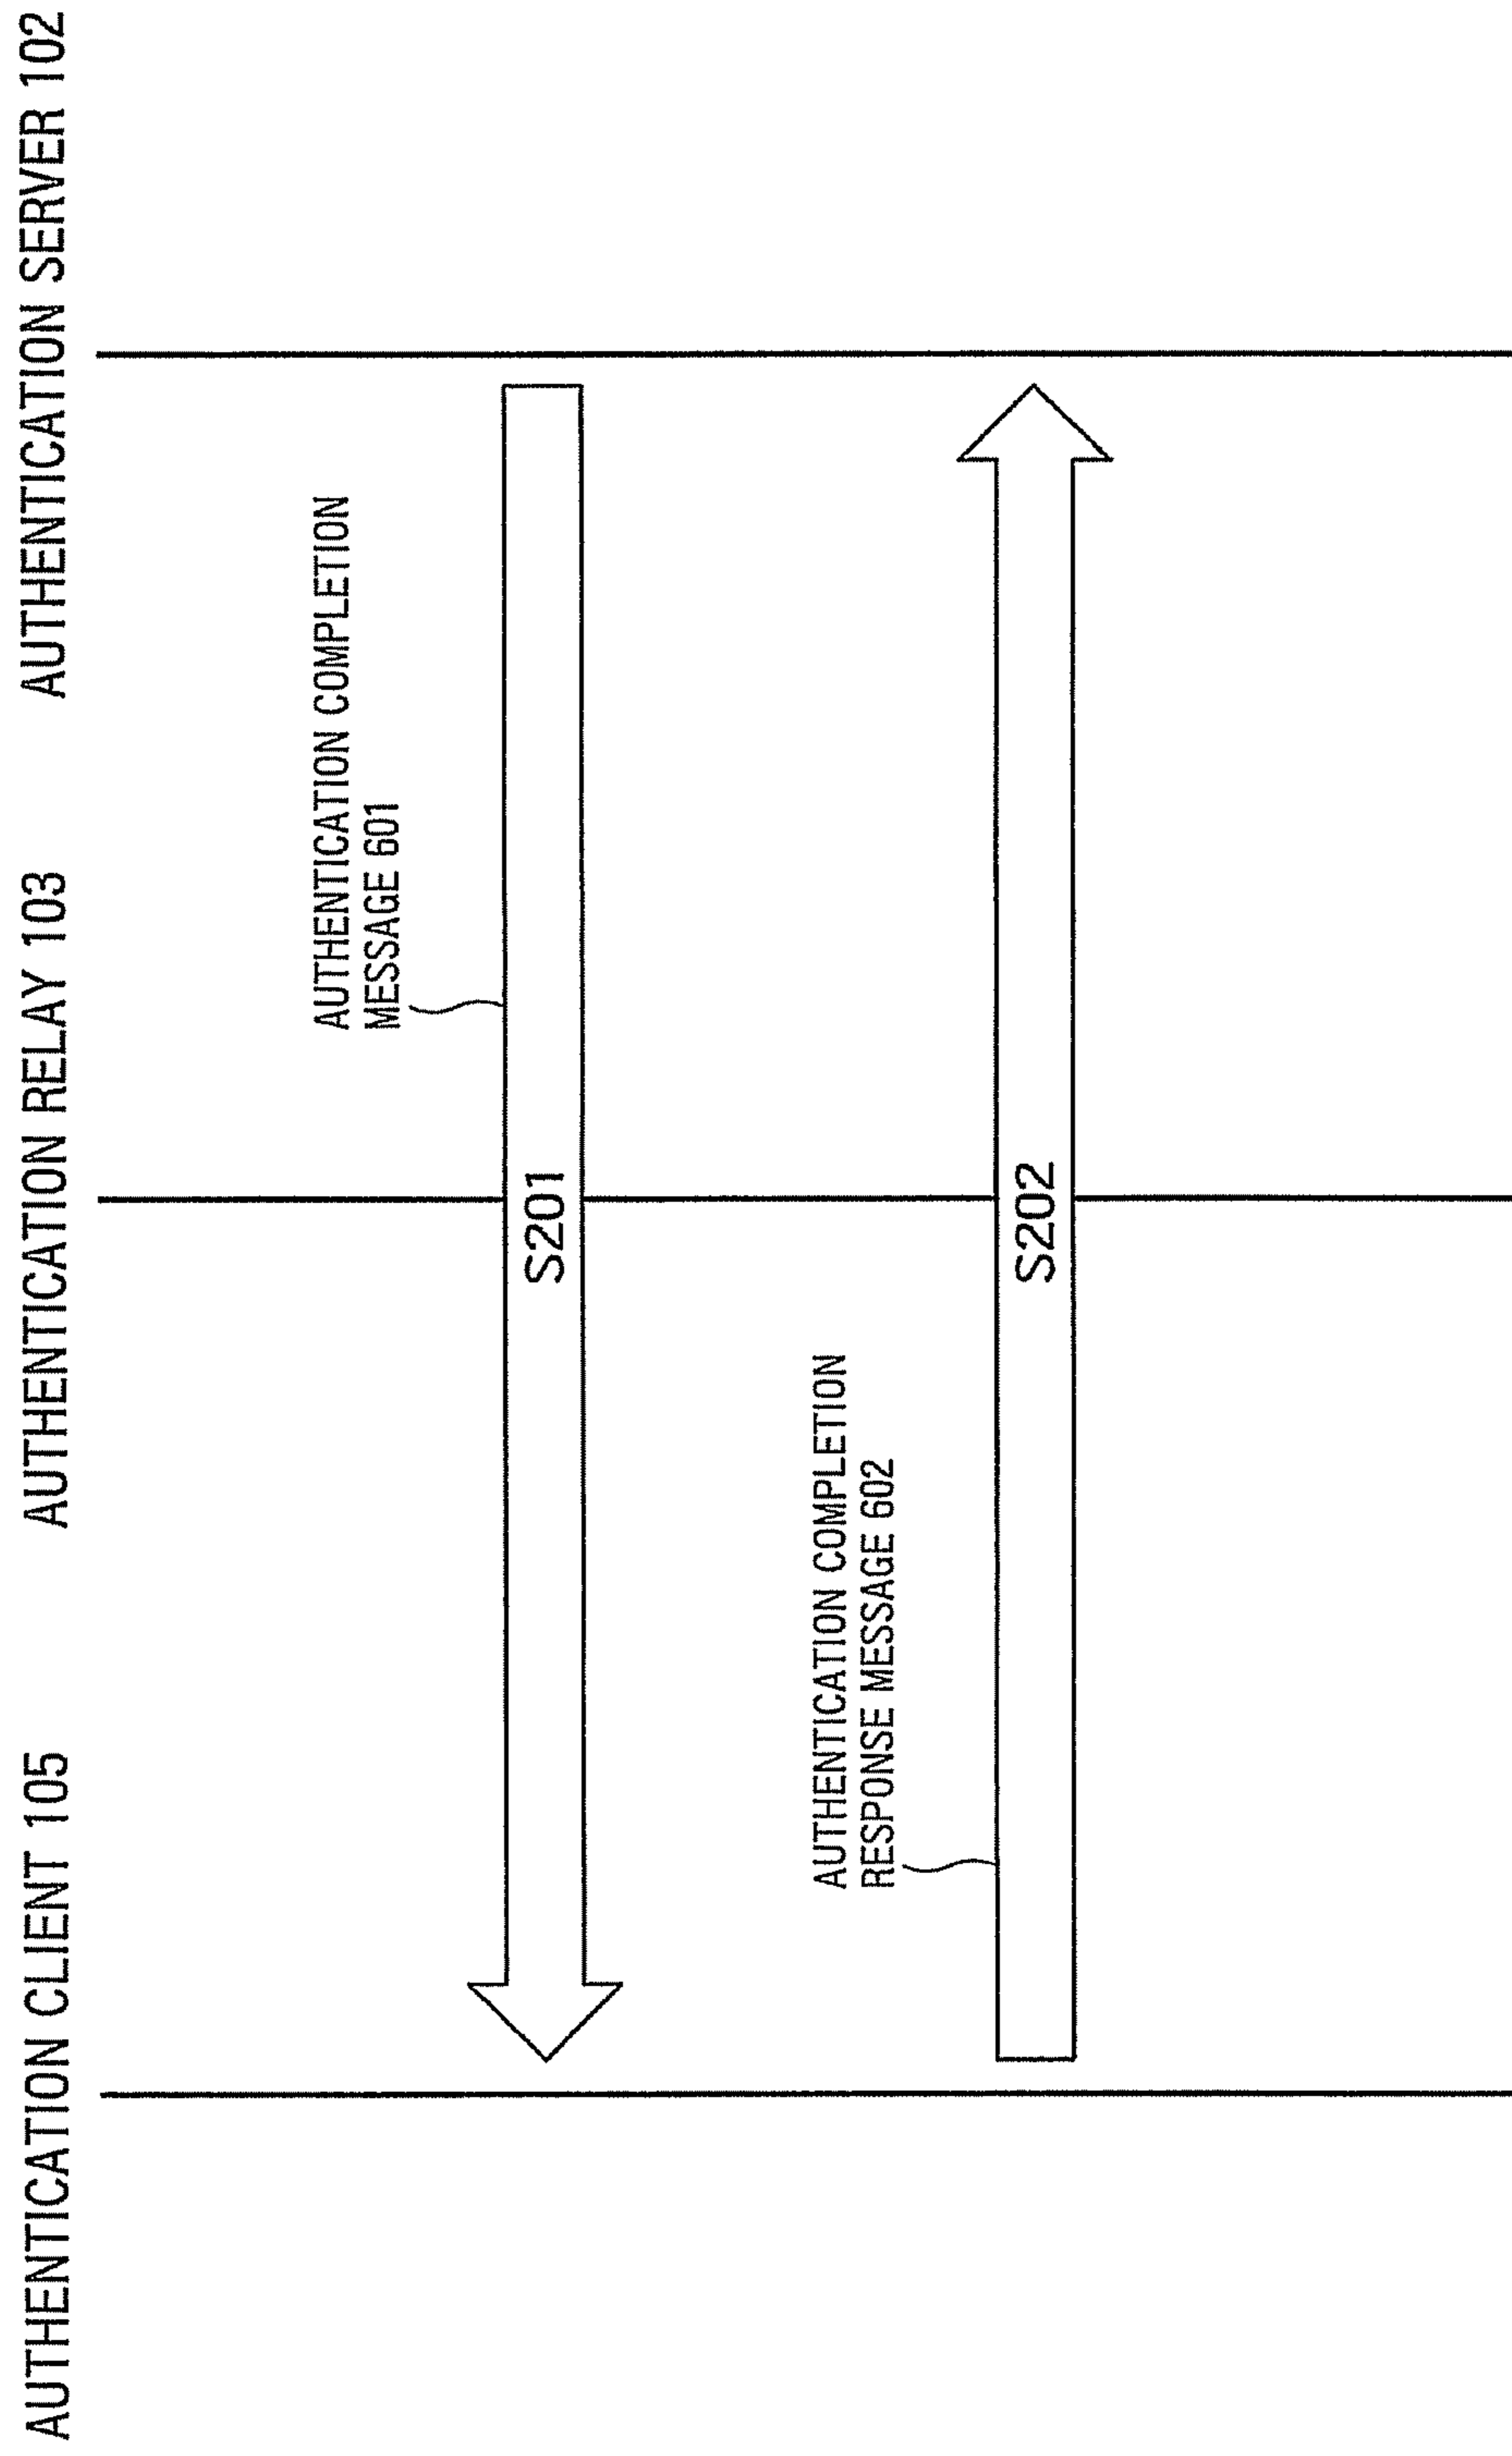 AUTHENTICATION CLIENT 105
AUTHENTICATION RELAY 103
AUTHENTICATION SERVER 102
AUTHENTICATION COMPLETION
MESSAGE 601
S201
AUTHENTICATION COMPLETION
RESPONSE MESSAGE 602
S202